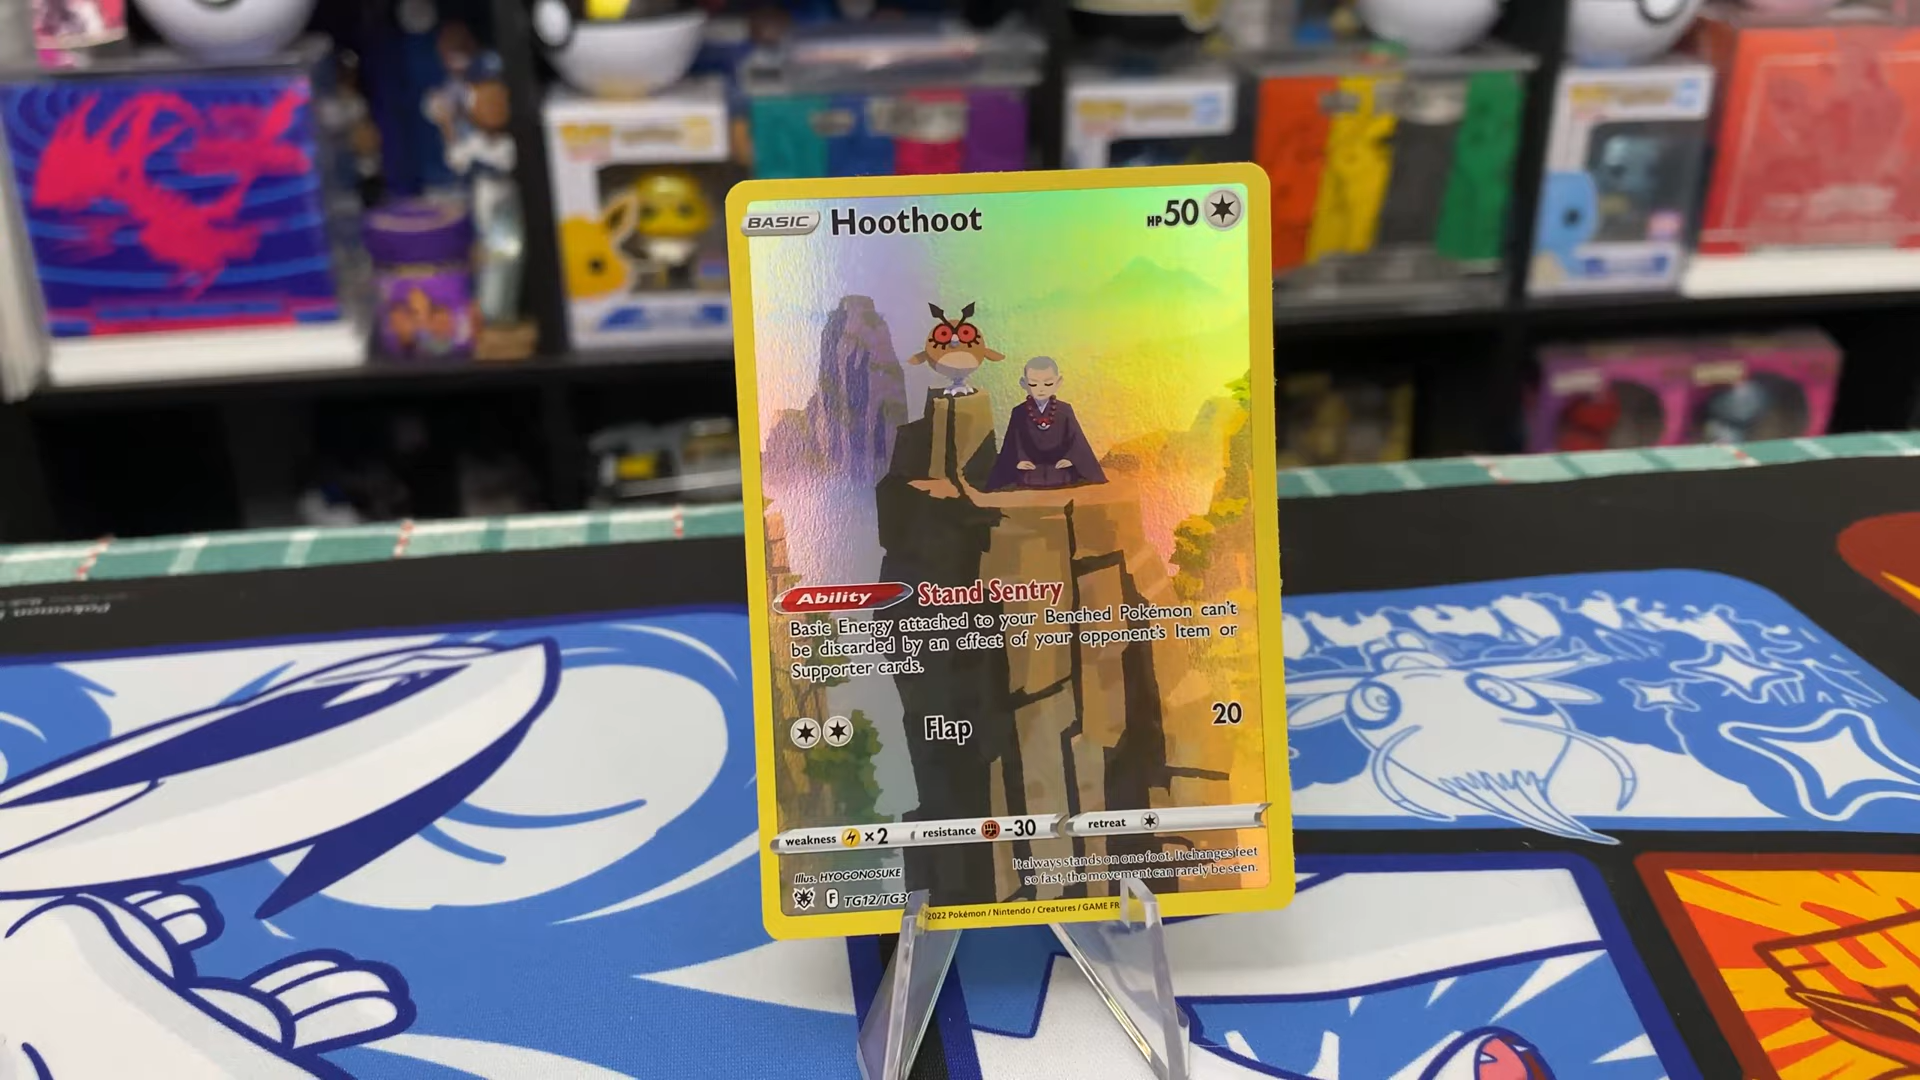 BASIC Hoothoot HP50
Ability Stand Sentry
Basic Energy attached to your Benched Pokémon can't
be discarded by an effect of your opponent's Item or
Supporter cards.
Flap 20
weakness ×2 resistance -30 retreat
It always stands on one foot. It changes feet
so fast, the movement can rarely be seen.
Illus. HYOGONOSUKE
F TG12/TG3
2022 Pokémon / Nintendo / Creatures / GAME FR
Pokémon